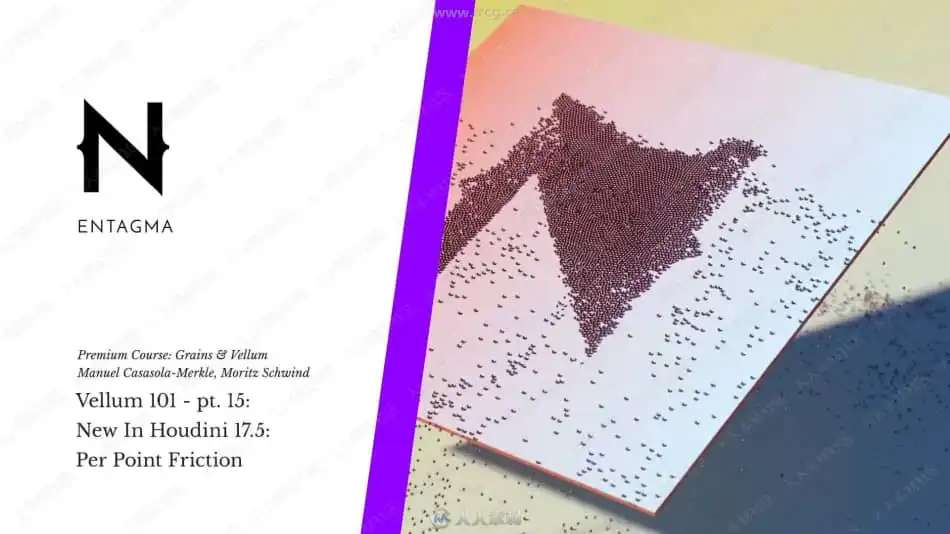 ENTAGMA
Premium Course: Grains & Vellum
Manuel Casasola-Merkle, Moritz Schwind
Vellum 101 - pt. 15:
New In Houdini 17.5:
Per Point Friction